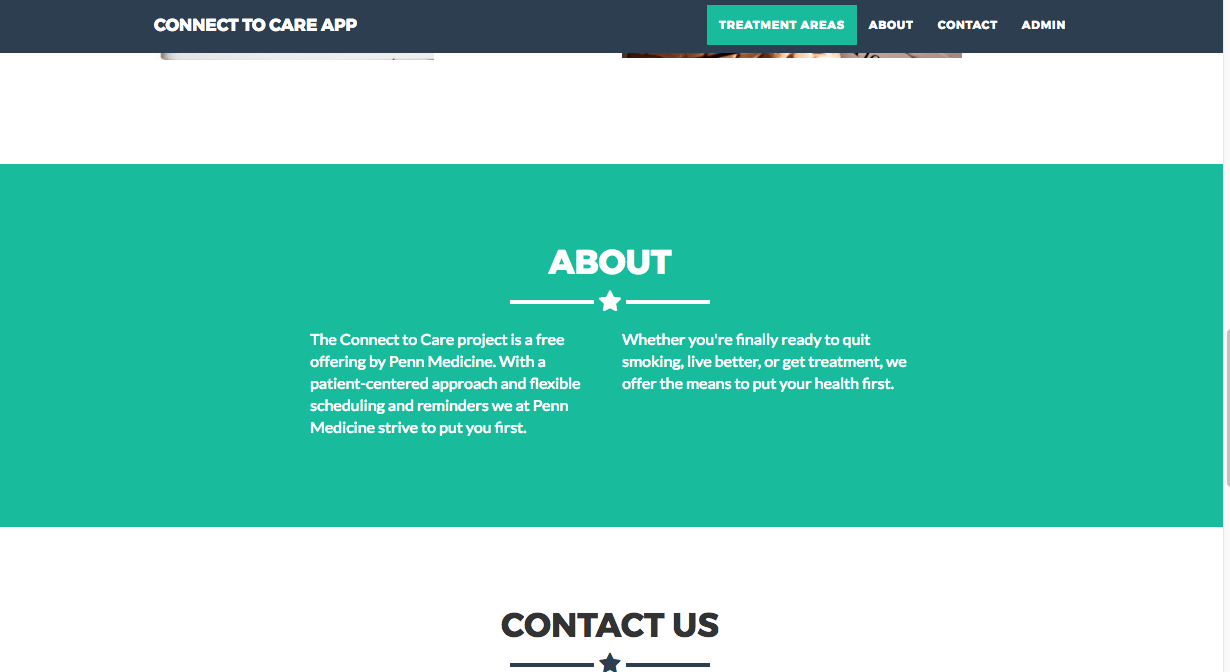 CONNECT TO CARE APP
TREATMENT AREAS ABOUT CONTACT ADMIN
ABOUT
The Connect to Care project is a free
offering by Penn Medicine. With a
patient-centered approach and flexible
scheduling and reminders we at Penn
Medicine strive to put you first.
Whether you're finally ready to quit
smoking, live better, or get treatment, we
offer the means to put your health first.
CONTACT US